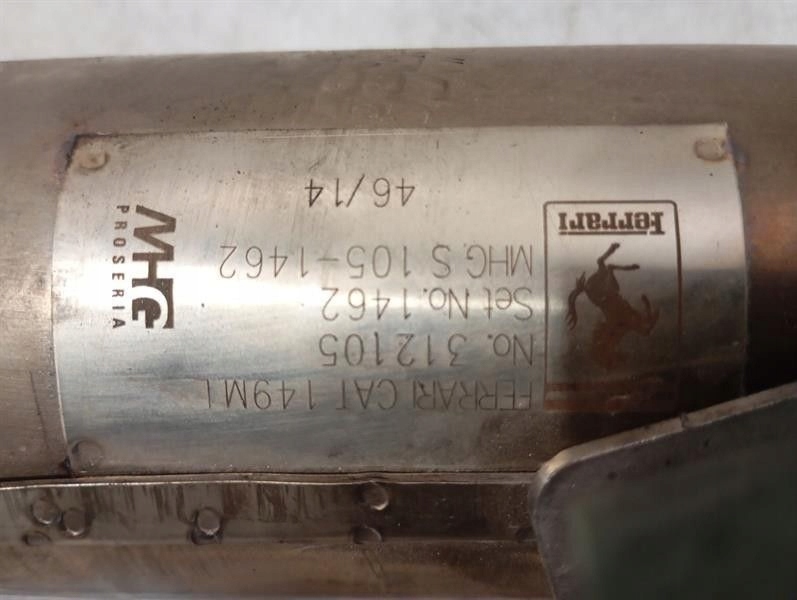 FERRARI CAT 149M1
No. 312105
Set No. 1462
MHG. S 105-1462
46/14
Ferrari
MHG
PROSERIA